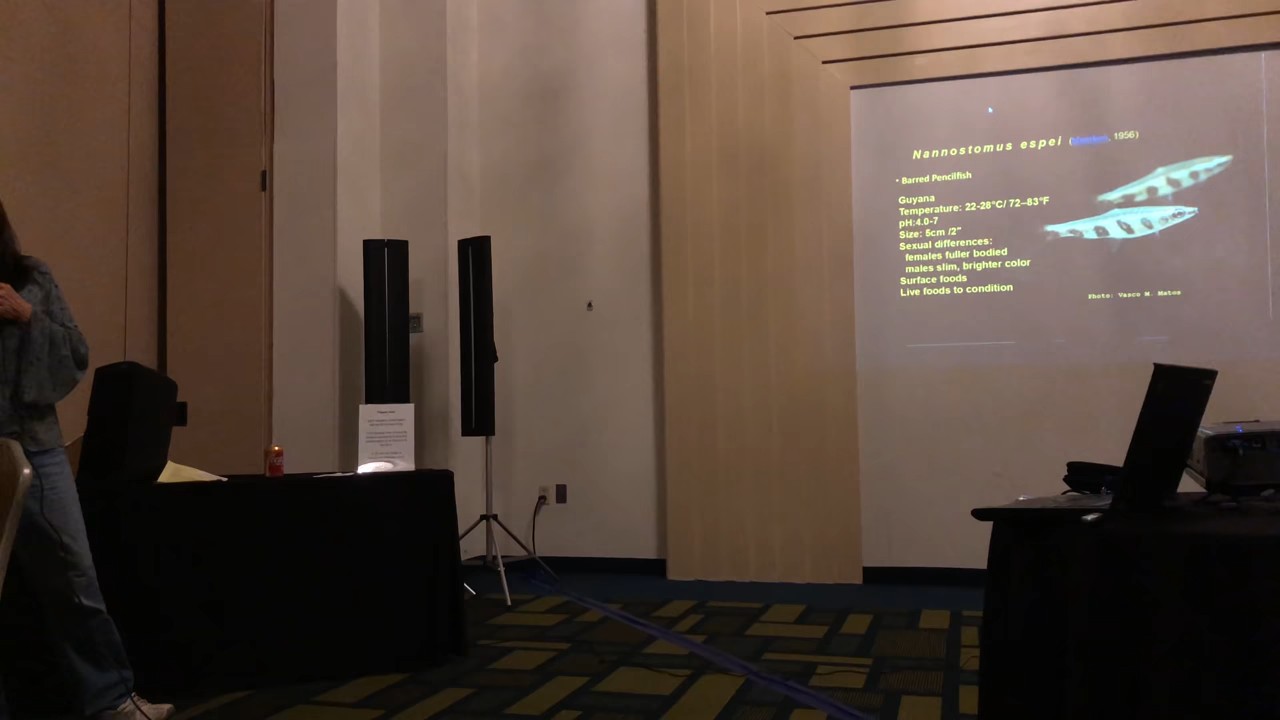 Nannostomus espei (, 1956)
• Barred Pencilfish
Guyana
Temperature: 22-28°C/ 72–83°F
pH:4.0-7
Size: 5cm /2"
Sexual differences:
females fuller bodied
males slim, brighter color
Surface foods
Live foods to condition
Photo: Vasco M. Matos